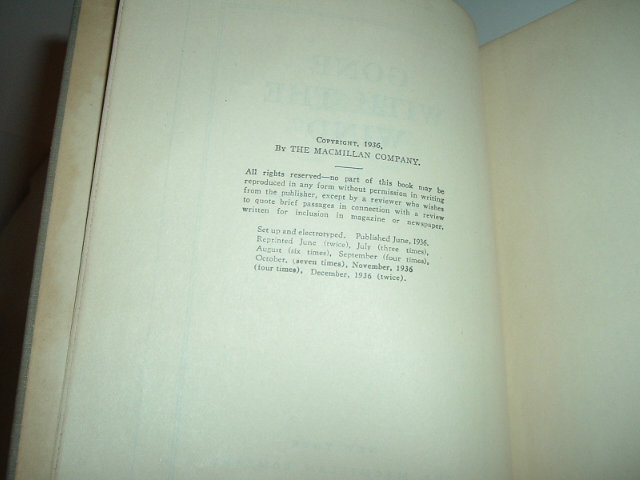 COPYRIGHT, 1936,
BY THE MACMILLAN COMPANY.
All rights reserved—no part of this book may be
reproduced in any form without permission in writing
from the publisher, except by a reviewer who wishes
to quote brief passages in connection with a review
written for inclusion in magazine or newspaper.
Set up and electrotyped. Published June, 1936.
Reprinted June (twice), July (three times),
August (six times), September (four times),
October, (seven times), November, 1936
(four times), December, 1936 (twice).
GONE
WITH THE
WIND